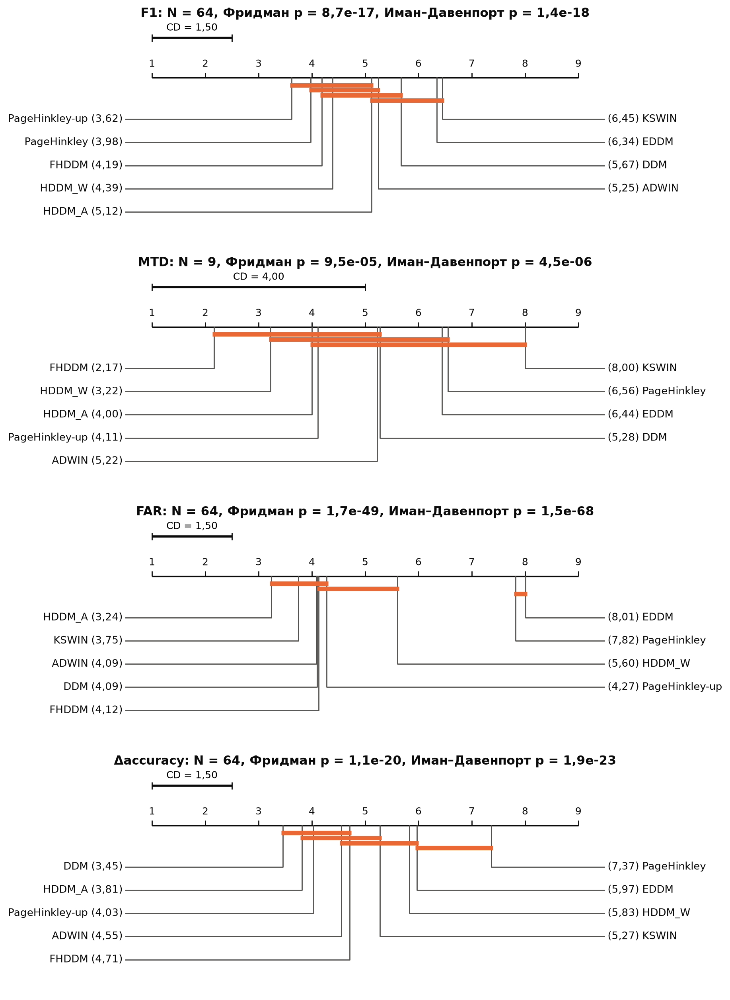 F1: N = 64, Фридман p = 8,7e-17, Иман–Давенпорт p = 1,4e-18
CD = 1,50
1 2 3 4 5 6 7 8 9
PageHinkley-up (3,62) (6,45) KSWIN
PageHinkley (3,98) (6,34) EDDM
FHDDM (4,19) (5,67) DDM
HDDM_W (4,39) (5,25) ADWIN
HDDM_A (5,12)
MTD: N = 9, Фридман p = 9,5e-05, Иман–Давенпорт p = 4,5e-06
CD = 4,00
1 2 3 4 5 6 7 8 9
FHDDM (2,17) (8,00) KSWIN
HDDM_W (3,22) (6,56) PageHinkley
HDDM_A (4,00) (6,44) EDDM
PageHinkley-up (4,11) (5,28) DDM
ADWIN (5,22)
FAR: N = 64, Фридман p = 1,7e-49, Иман–Давенпорт p = 1,5e-68
CD = 1,50
1 2 3 4 5 6 7 8 9
HDDM_A (3,24) (8,01) EDDM
KSWIN (3,75) (7,82) PageHinkley
ADWIN (4,09) (5,60) HDDM_W
DDM (4,09) (4,27) PageHinkley-up
FHDDM (4,12)
Δaccuracy: N = 64, Фридман p = 1,1e-20, Иман–Давенпорт p = 1,9e-23
CD = 1,50
1 2 3 4 5 6 7 8 9
DDM (3,45) (7,37) PageHinkley
HDDM_A (3,81) (5,97) EDDM
PageHinkley-up (4,03) (5,83) HDDM_W
ADWIN (4,55) (5,27) KSWIN
FHDDM (4,71)